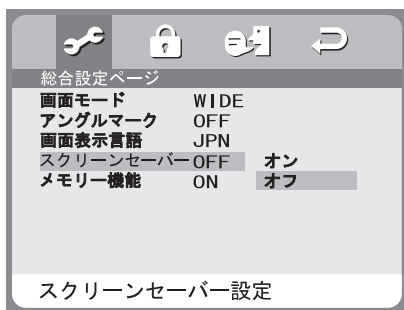 総合設定ページ
画面モード WIDE
アングルマーク OFF
画面表示言語 JPN
スクリーンセーバー OFF オン
メモリー機能 ON オフ
スクリーンセーバー設定